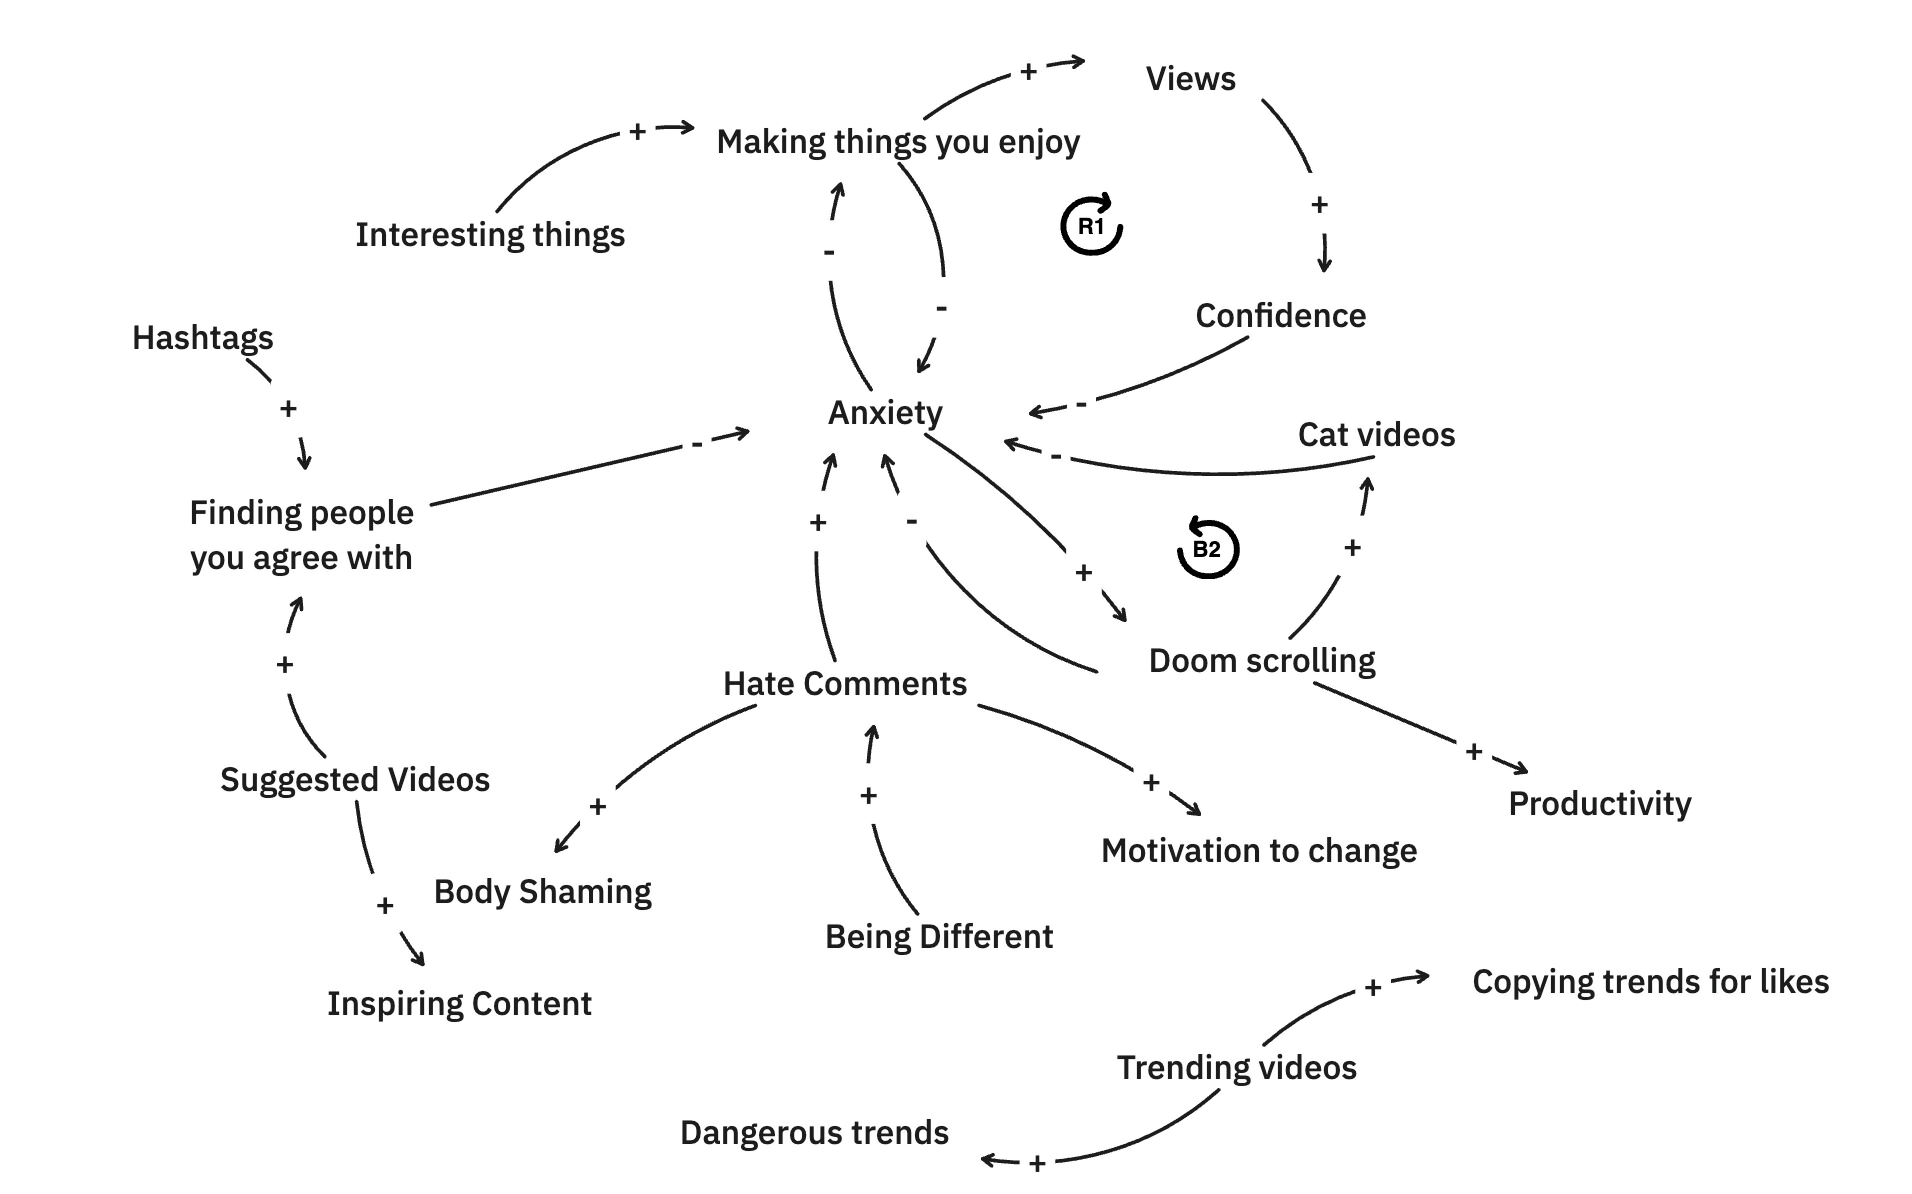 +
Views
+
Making things you enjoy
+
Interesting things
R1
-
-
Confidence
Hashtags
+
-
Anxiety
-
Cat videos
-
Finding people
you agree with
+
-
+
B2
+
+
Hate Comments
Doom scrolling
+
Suggested Videos
+
+
+
Productivity
+
Motivation to change
Body Shaming
+
Being Different
Inspiring Content
+
Copying trends for likes
Trending videos
Dangerous trends
+